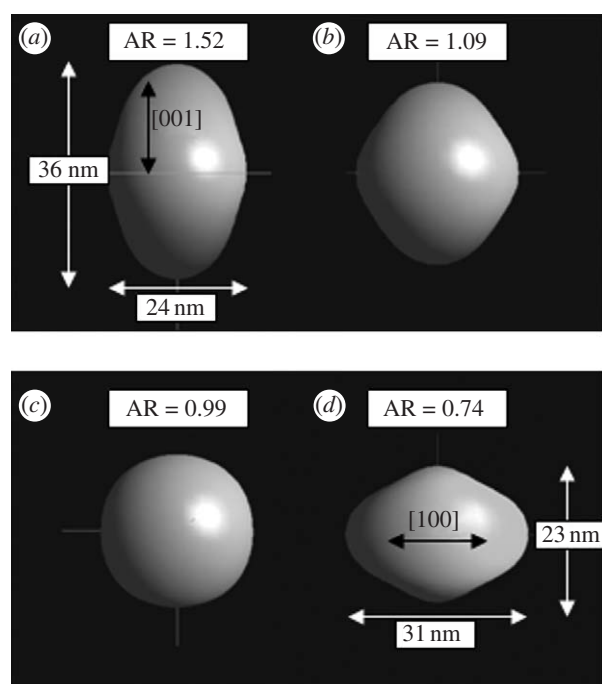 (a)
AR = 1.52
(b)
AR = 1.09
[001]
36 nm
24 nm
(c)
AR = 0.99
(d)
AR = 0.74
[100]
23 nm
31 nm